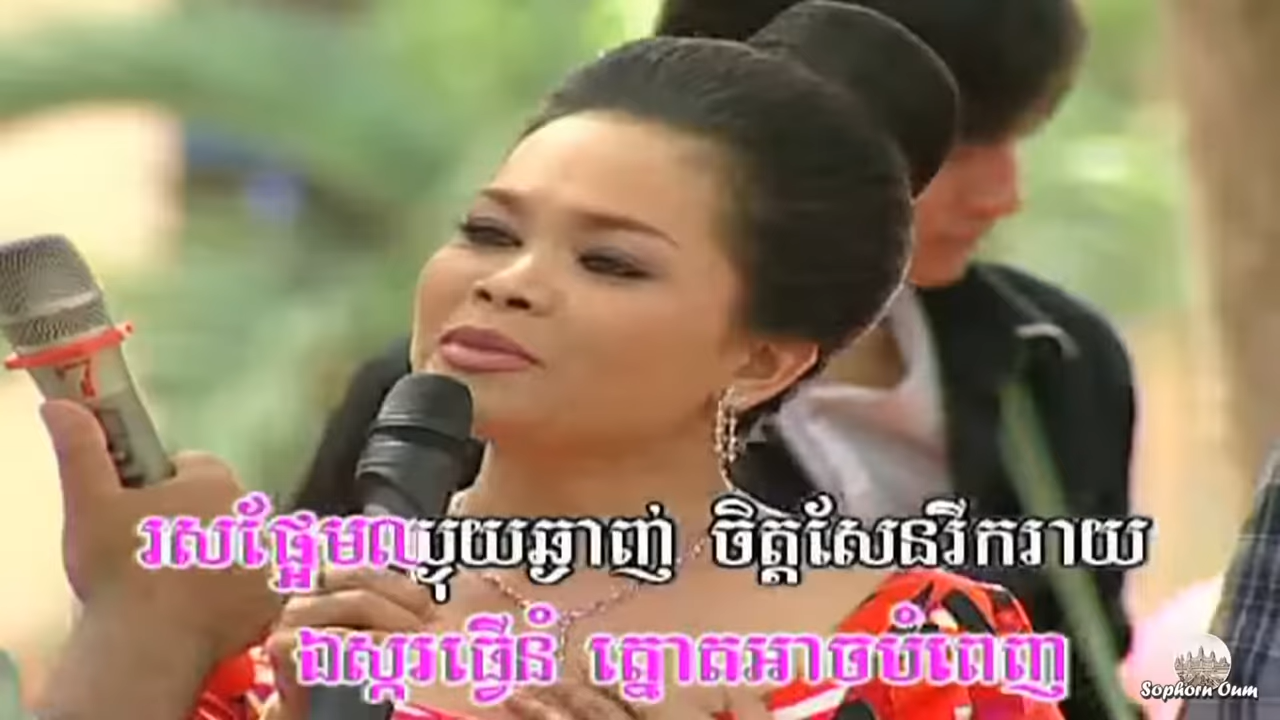 រសផ្អែមល្មុយឆ្ងាញ់ ចិត្តសែនរីករាយ
ឯស្ករធ្វើនំ ត្នោតអាចបំពេញ
Sophorn Oum